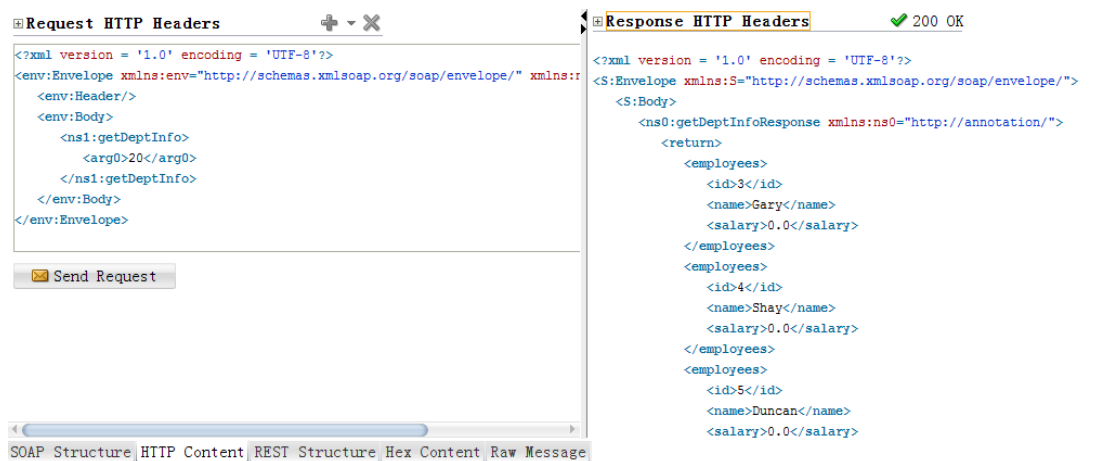 Request HTTP Headers
<?xml version = '1.0' encoding = 'UTF-8'?>
<env:Envelope xmlns:env="http://schemas.xmlsoap.org/soap/envelope/" xmlns:n
<env:Header/>
<env:Body>
<ns1:getDeptInfo>
<arg0>20</arg0>
</ns1:getDeptInfo>
</env:Body>
</env:Envelope>
Send Request
SOAP Structure HTTP Content REST Structure Hex Content Raw Message
Response HTTP Headers 200 OK
<?xml version = '1.0' encoding = 'UTF-8'?>
<S:Envelope xmlns:S="http://schemas.xmlsoap.org/soap/envelope/">
<S:Body>
<ns0:getDeptInfoResponse xmlns:ns0="http://annotation/">
<return>
<employees>
<id>3</id>
<name>Gary</name>
<salary>0.0</salary>
</employees>
<employees>
<id>4</id>
<name>Shay</name>
<salary>0.0</salary>
</employees>
<employees>
<id>5</id>
<name>Duncan</name>
<salary>0.0</salary>